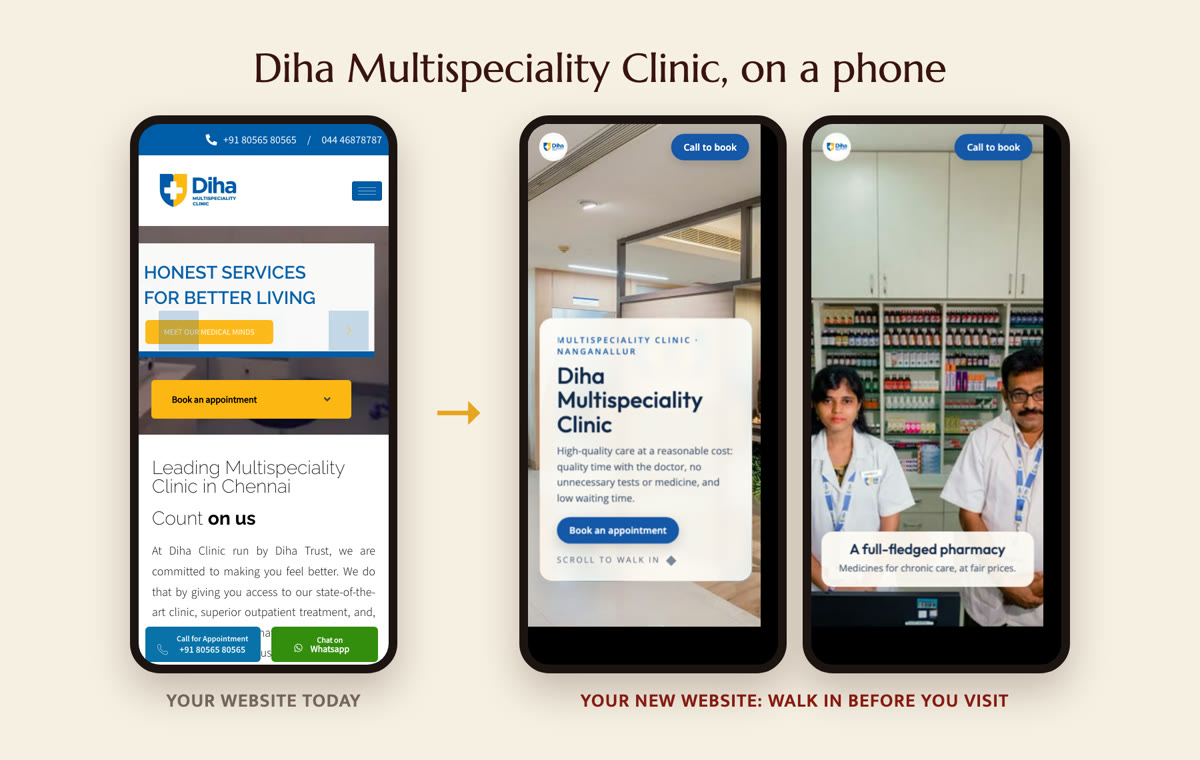 Diha Multispeciality Clinic, on a phone
+91 80565 80565 / 044 46878787
Diha
MULTISPECIALITY
CLINIC
HONEST SERVICES
FOR BETTER LIVING
MEET OUR MEDICAL MINDS
Book an appointment
Leading Multispeciality
Clinic in Chennai
Count on us
At Diha Clinic run by Diha Trust, we are
committed to making you feel better. We do
that by giving you access to our state-of-the-
art clinic, superior outpatient treatment, and,
Call for Appointment
+91 80565 80565
Chat on
Whatsapp
YOUR WEBSITE TODAY
Diha
Call to book
MULTISPECIALITY CLINIC ·
NANGANALLUR
Diha
Multispeciality
Clinic
High-quality care at a reasonable cost:
quality time with the doctor, no
unnecessary tests or medicine, and
low waiting time.
Book an appointment
SCROLL TO WALK IN
Diha
Call to book
A full-fledged pharmacy
Medicines for chronic care, at fair prices.
YOUR NEW WEBSITE: WALK IN BEFORE YOU VISIT